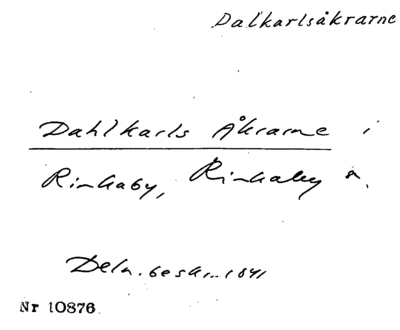 Dalkarlsåkrarne
Dahlkarls Åkrarne i
Rinkaby, Rinkaby s.
Deln.beskr. 1841
Nr 10876